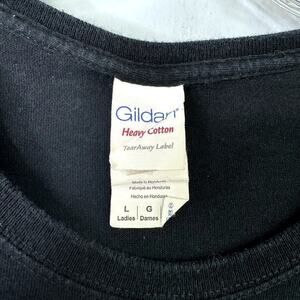 Gildan®
Heavy Cotton
TearAway Label
Made in Honduras
Fabriqué au Honduras
Hecho en Honduras
L G
Ladies Dames